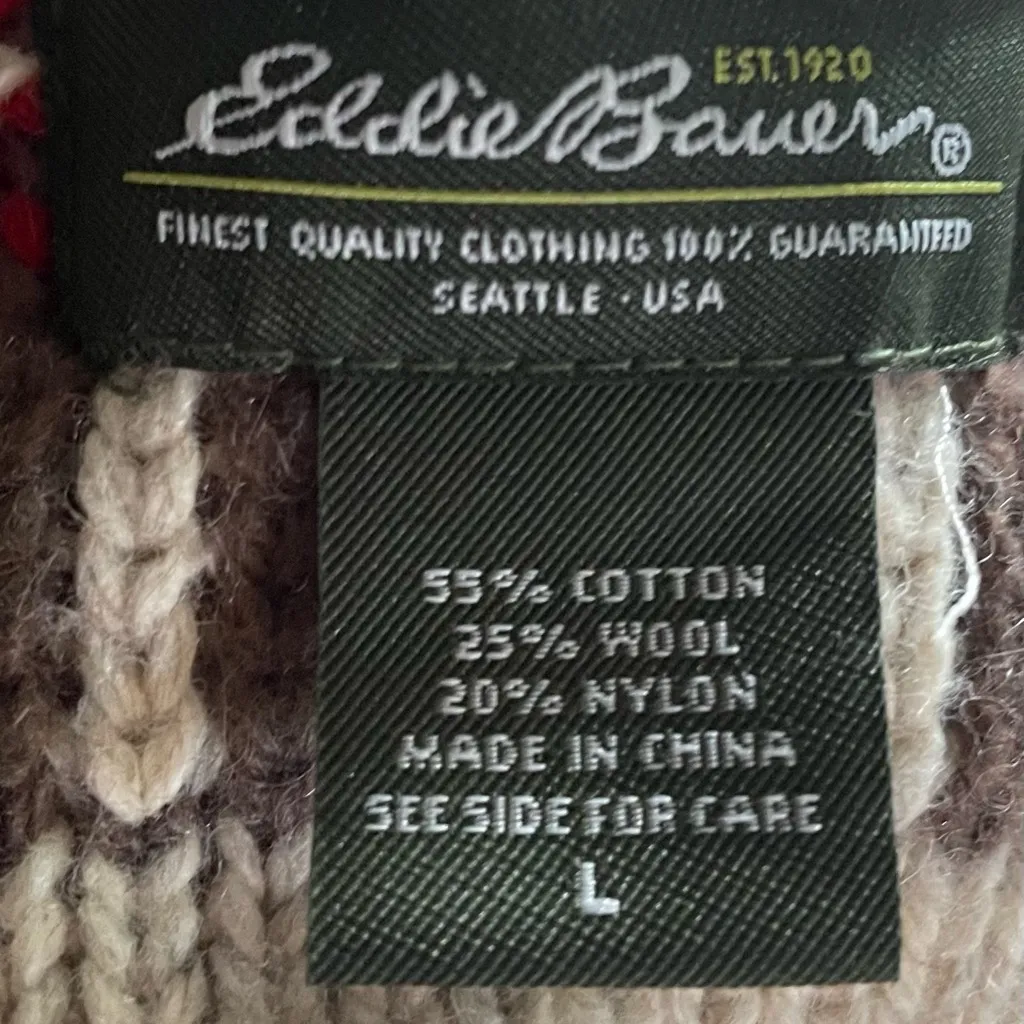 EST. 1920
Eddie Bauer®
FINEST QUALITY CLOTHING 100% GUARANTEED
SEATTLE · USA
55% COTTON
25% WOOL
20% NYLON
MADE IN CHINA
SEE SIDE FOR CARE
L